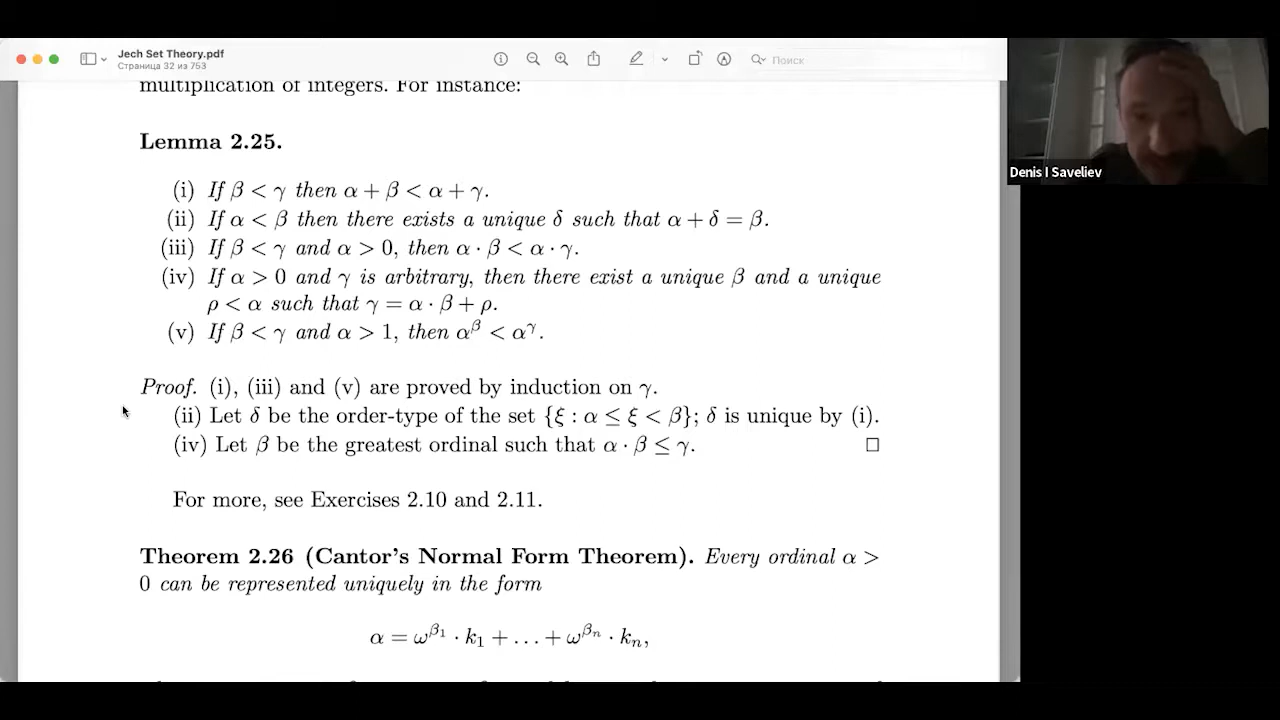 Jech Set Theory.pdf
Страница 32 из 753
Поиск
multiplication of integers. For instance:
Lemma 2.25.
(i) If β < γ then α + β < α + γ.
(ii) If α < β then there exists a unique δ such that α + δ = β.
(iii) If β < γ and α > 0, then α · β < α · γ.
(iv) If α > 0 and γ is arbitrary, then there exist a unique β and a unique
ρ < α such that γ = α · β + ρ.
(v) If β < γ and α > 1, then α^β < α^γ.
Proof. (i), (iii) and (v) are proved by induction on γ.
(ii) Let δ be the order-type of the set {ξ : α ≤ ξ < β}; δ is unique by (i).
(iv) Let β be the greatest ordinal such that α · β ≤ γ. □
For more, see Exercises 2.10 and 2.11.
Theorem 2.26 (Cantor's Normal Form Theorem). Every ordinal α >
0 can be represented uniquely in the form
α = ω^{β₁} · k₁ + . . . + ω^{βₙ} · kₙ,
Denis I Saveliev